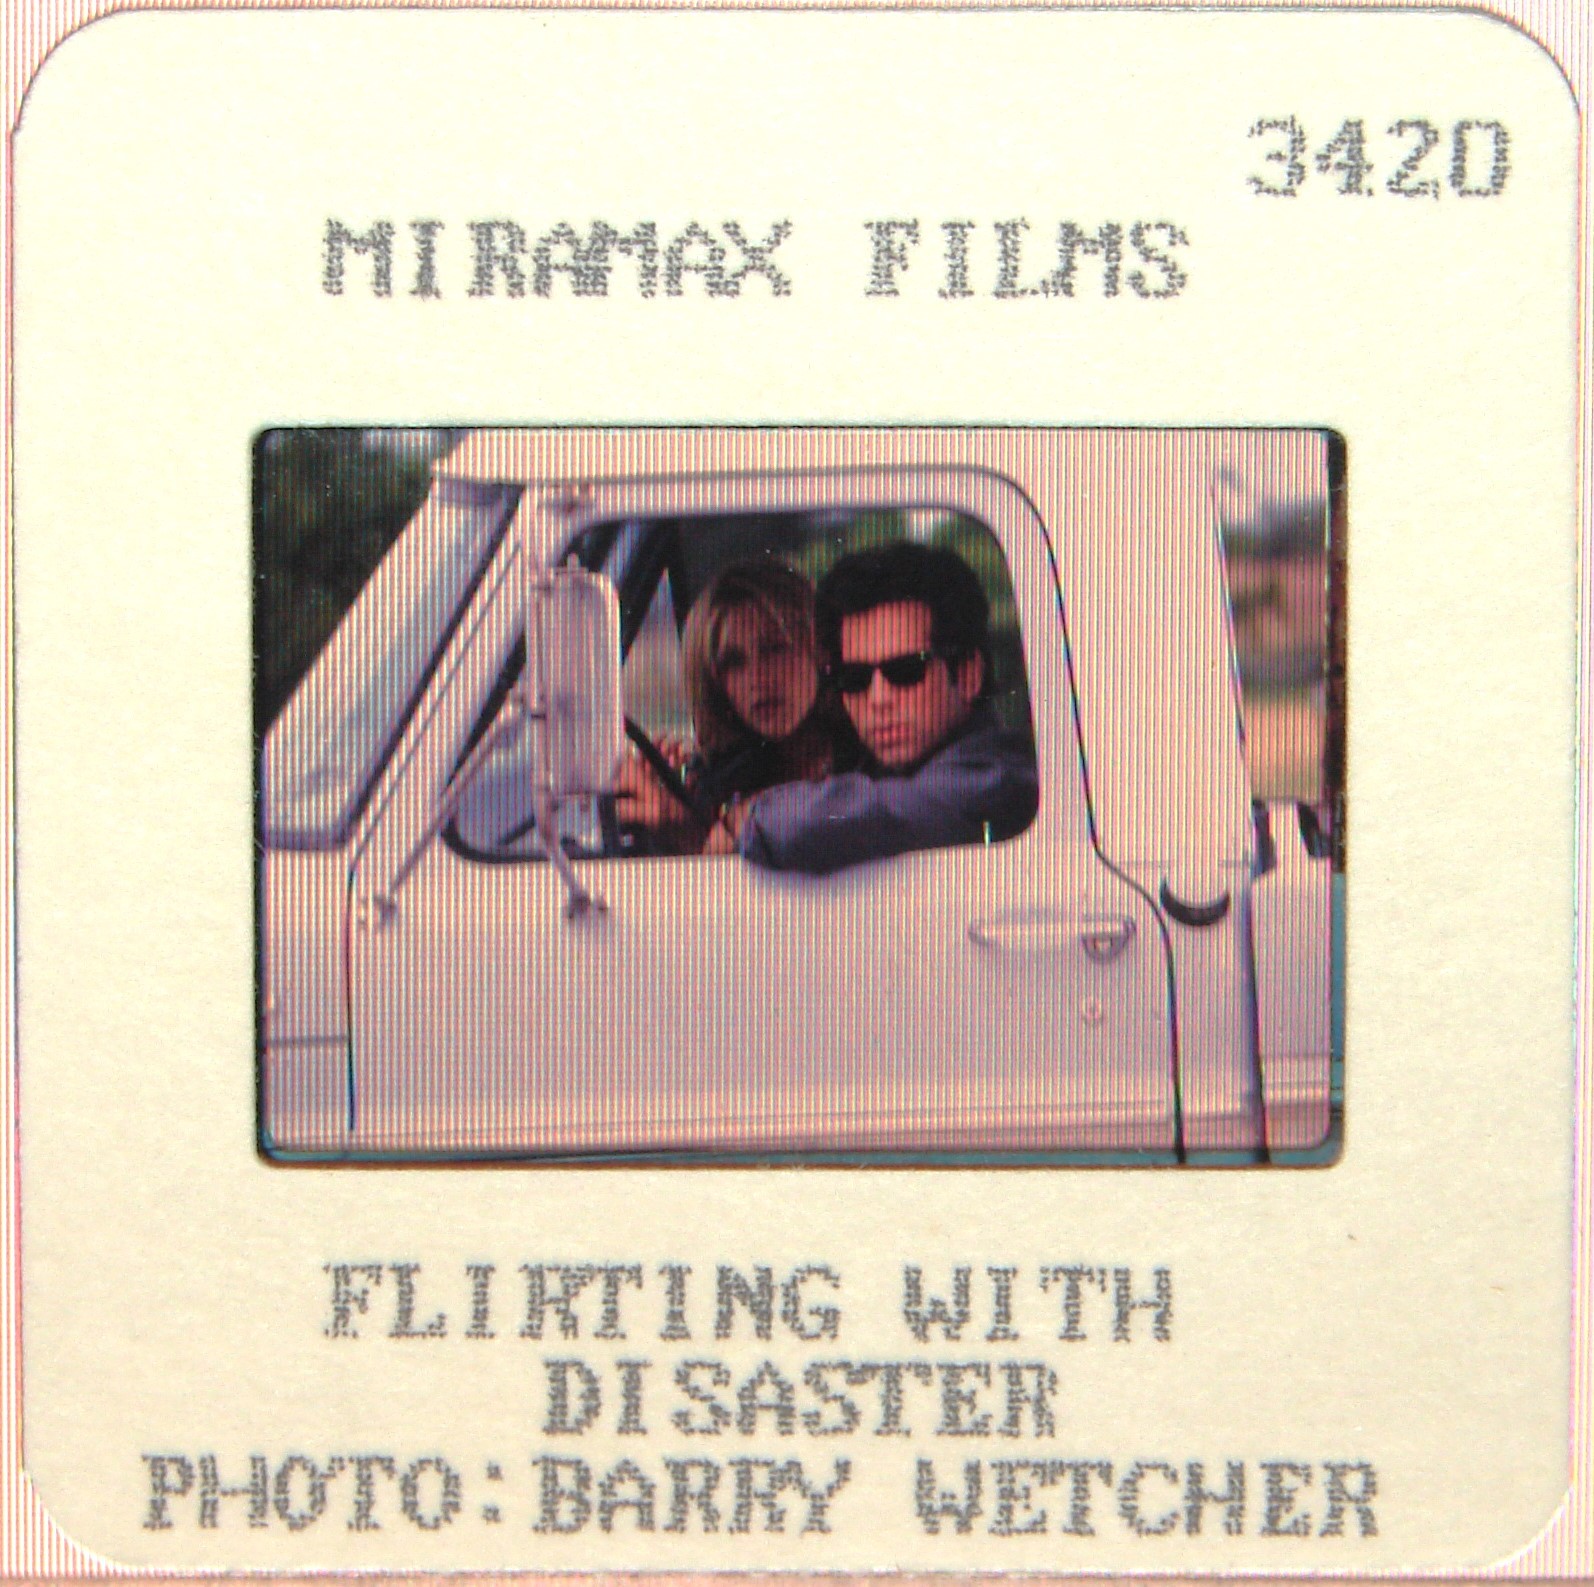 3420
MIRAMAX FILMS
FLIRTING WITH
DISASTER
PHOTO:BARRY WETCHER